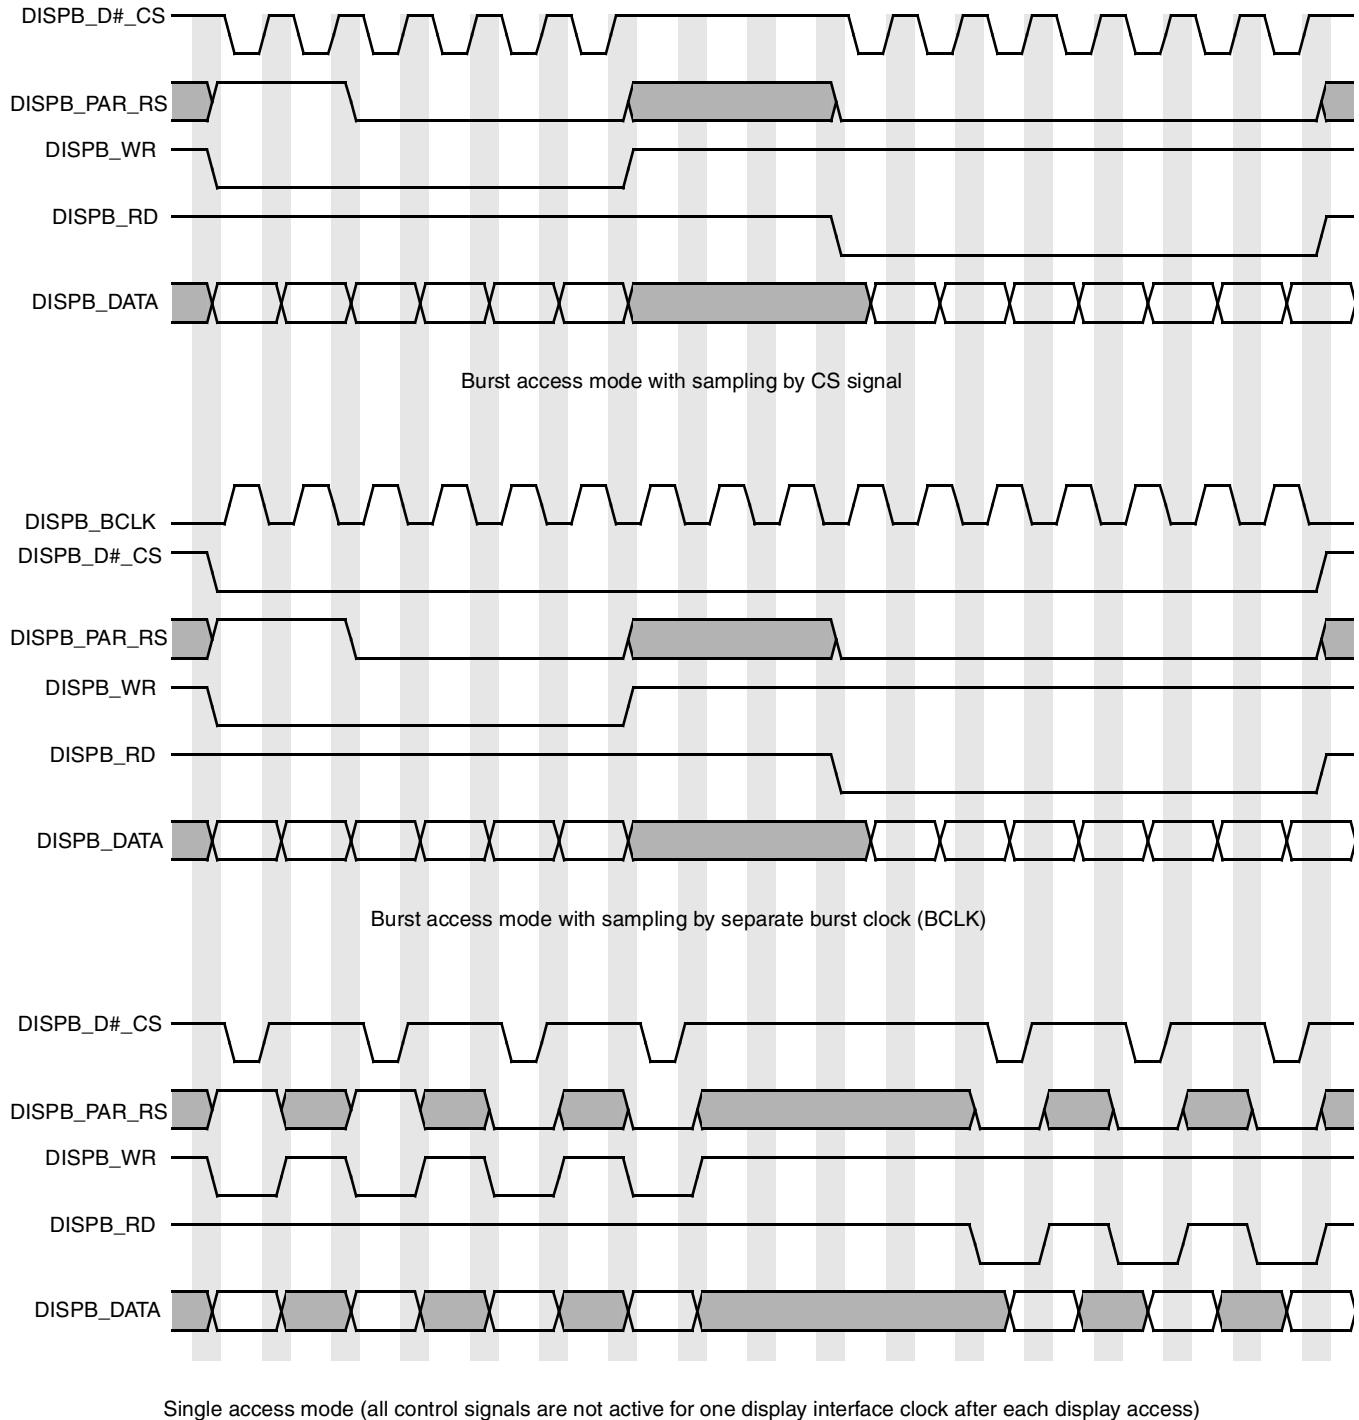 DISPB_D#_CS
DISPB_PAR_RS
DISPB_WR
DISPB_RD
DISPB_DATA
Burst access mode with sampling by CS signal
DISPB_BCLK
DISPB_D#_CS
DISPB_PAR_RS
DISPB_WR
DISPB_RD
DISPB_DATA
Burst access mode with sampling by separate burst clock (BCLK)
DISPB_D#_CS
DISPB_PAR_RS
DISPB_WR
DISPB_RD
DISPB_DATA
Single access mode (all control signals are not active for one display interface clock after each display access)